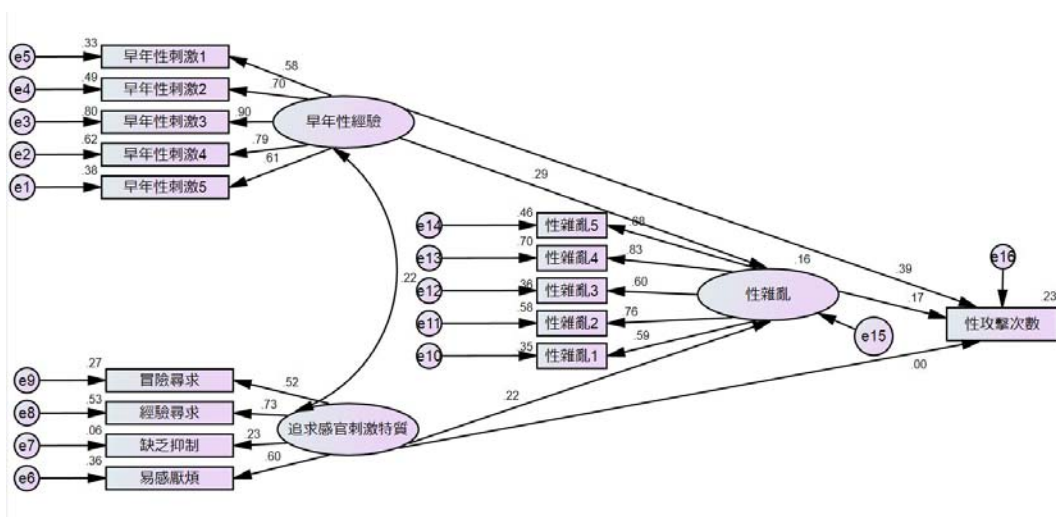 e5 .33 早年性刺激1 .58
e4 .49 早年性刺激2 .70
e3 .80 早年性刺激3 .90
早年性經驗
e2 .62 早年性刺激4 .79
e1 .38 早年性刺激5 .61
.29
e14 .46 性雜亂5 .68
e13 .70 性雜亂4 .83
.16
.39
e16
.22
e12 .36 性雜亂3 .60
性雜亂
.17
.23
e11 .58 性雜亂2 .76
性攻擊次數
e15
e10 .35 性雜亂1 .59
.00
e9 .27 冒險尋求 .52
.22
e8 .53 經驗尋求 .73
追求感官刺激特質
e7 .06 缺乏抑制 .23
e6 .36 易感厭煩 .60